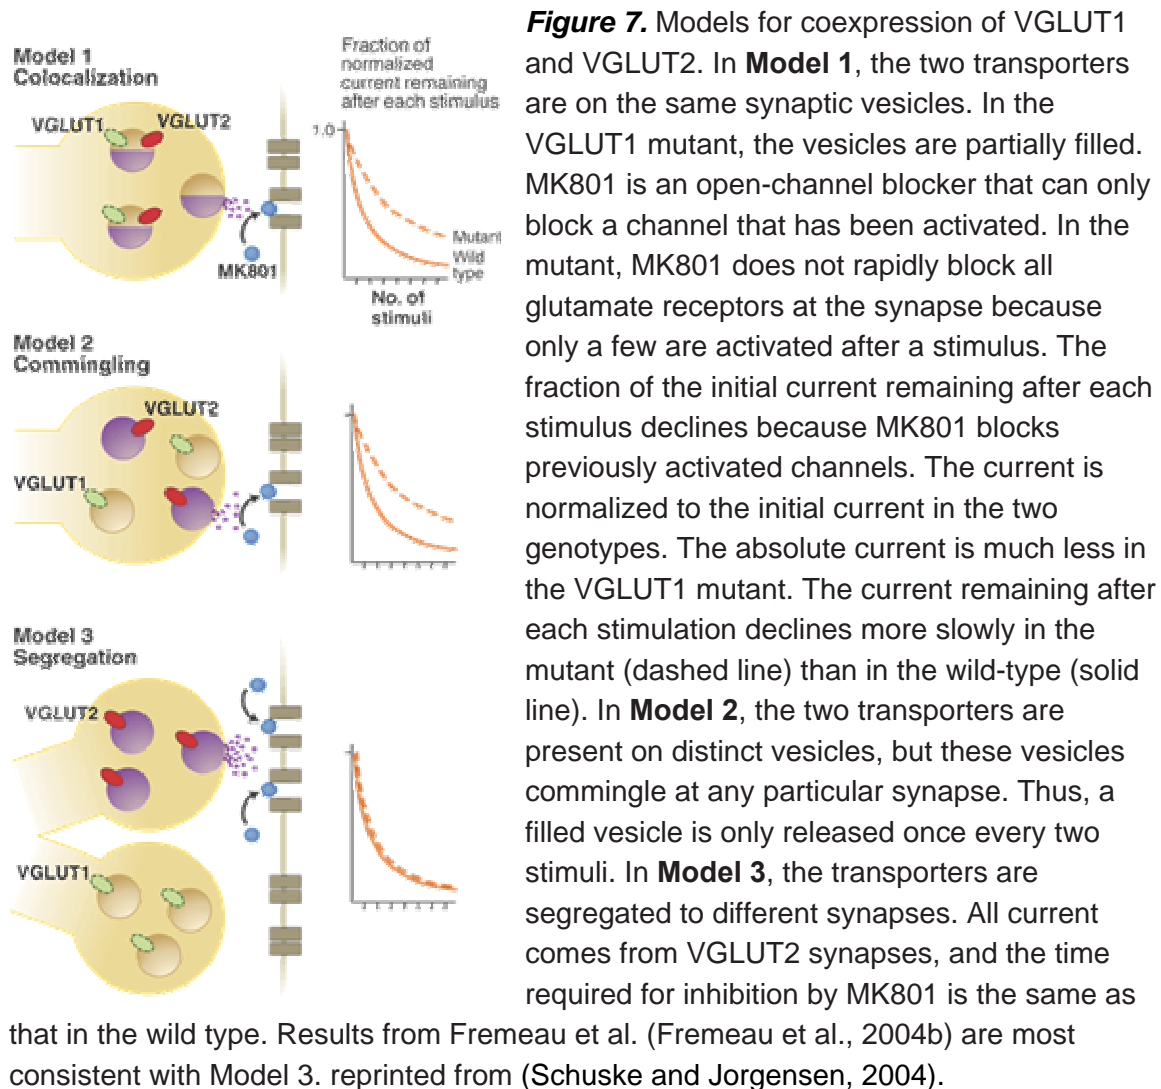 Model 1
Colocalization
VGLUT1
VGLUT2
MK801
Fraction of
normalized
current remaining
after each stimulus
1.0
Mutant
Wild
type
No. of
stimuli
Model 2
Commingling
VGLUT2
VGLUT1
Model 3
Segregation
VGLUT2
VGLUT1
Figure 7. Models for coexpression of VGLUT1
and VGLUT2. In Model 1, the two transporters
are on the same synaptic vesicles. In the
VGLUT1 mutant, the vesicles are partially filled.
MK801 is an open-channel blocker that can only
block a channel that has been activated. In the
mutant, MK801 does not rapidly block all
glutamate receptors at the synapse because
only a few are activated after a stimulus. The
fraction of the initial current remaining after each
stimulus declines because MK801 blocks
previously activated channels. The current is
normalized to the initial current in the two
genotypes. The absolute current is much less in
the VGLUT1 mutant. The current remaining after
each stimulation declines more slowly in the
mutant (dashed line) than in the wild-type (solid
line). In Model 2, the two transporters are
present on distinct vesicles, but these vesicles
commingle at any particular synapse. Thus, a
filled vesicle is only released once every two
stimuli. In Model 3, the transporters are
segregated to different synapses. All current
comes from VGLUT2 synapses, and the time
required for inhibition by MK801 is the same as
that in the wild type. Results from Fremeau et al. (Fremeau et al., 2004b) are most
consistent with Model 3. reprinted from (Schuske and Jorgensen, 2004).